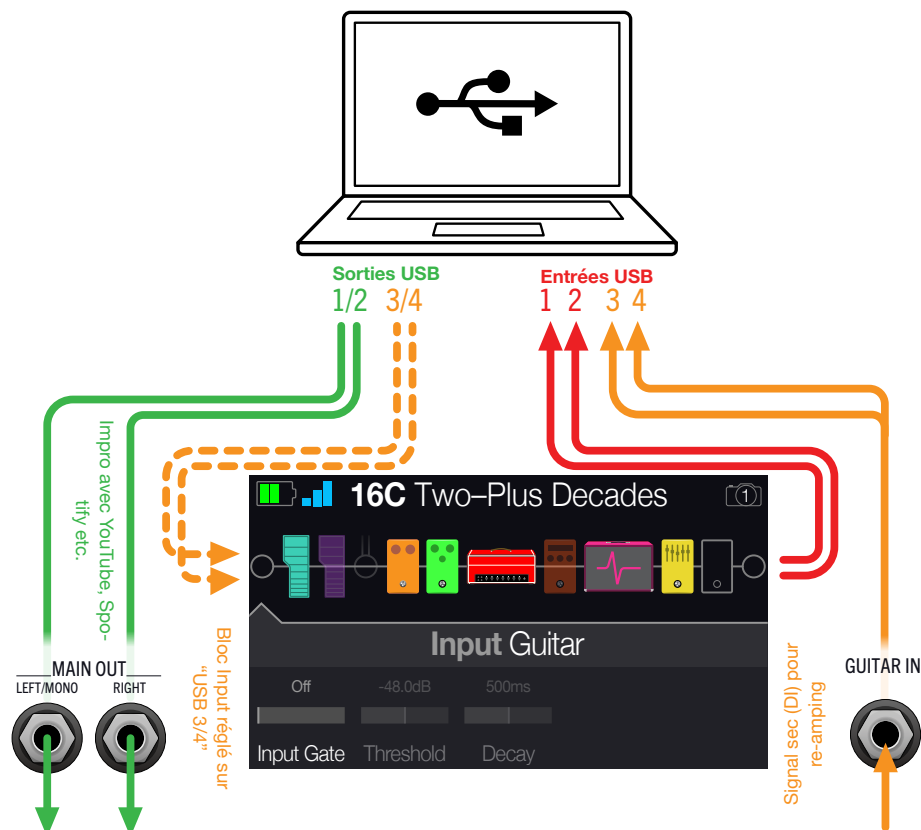 Sorties USB
1/2 3/4
Entrées USB
1 2 3 4
Impro avec YouTube, Spo-
tify etc.
16C Two–Plus Decades
1
Input Guitar
Off -48.0dB 500ms
Input Gate Threshold Decay
Bloc Input réglé sur
“USB 3/4”
Signal sec (DI) pour
re-amping
MAIN OUT
LEFT/MONO RIGHT
GUITAR IN